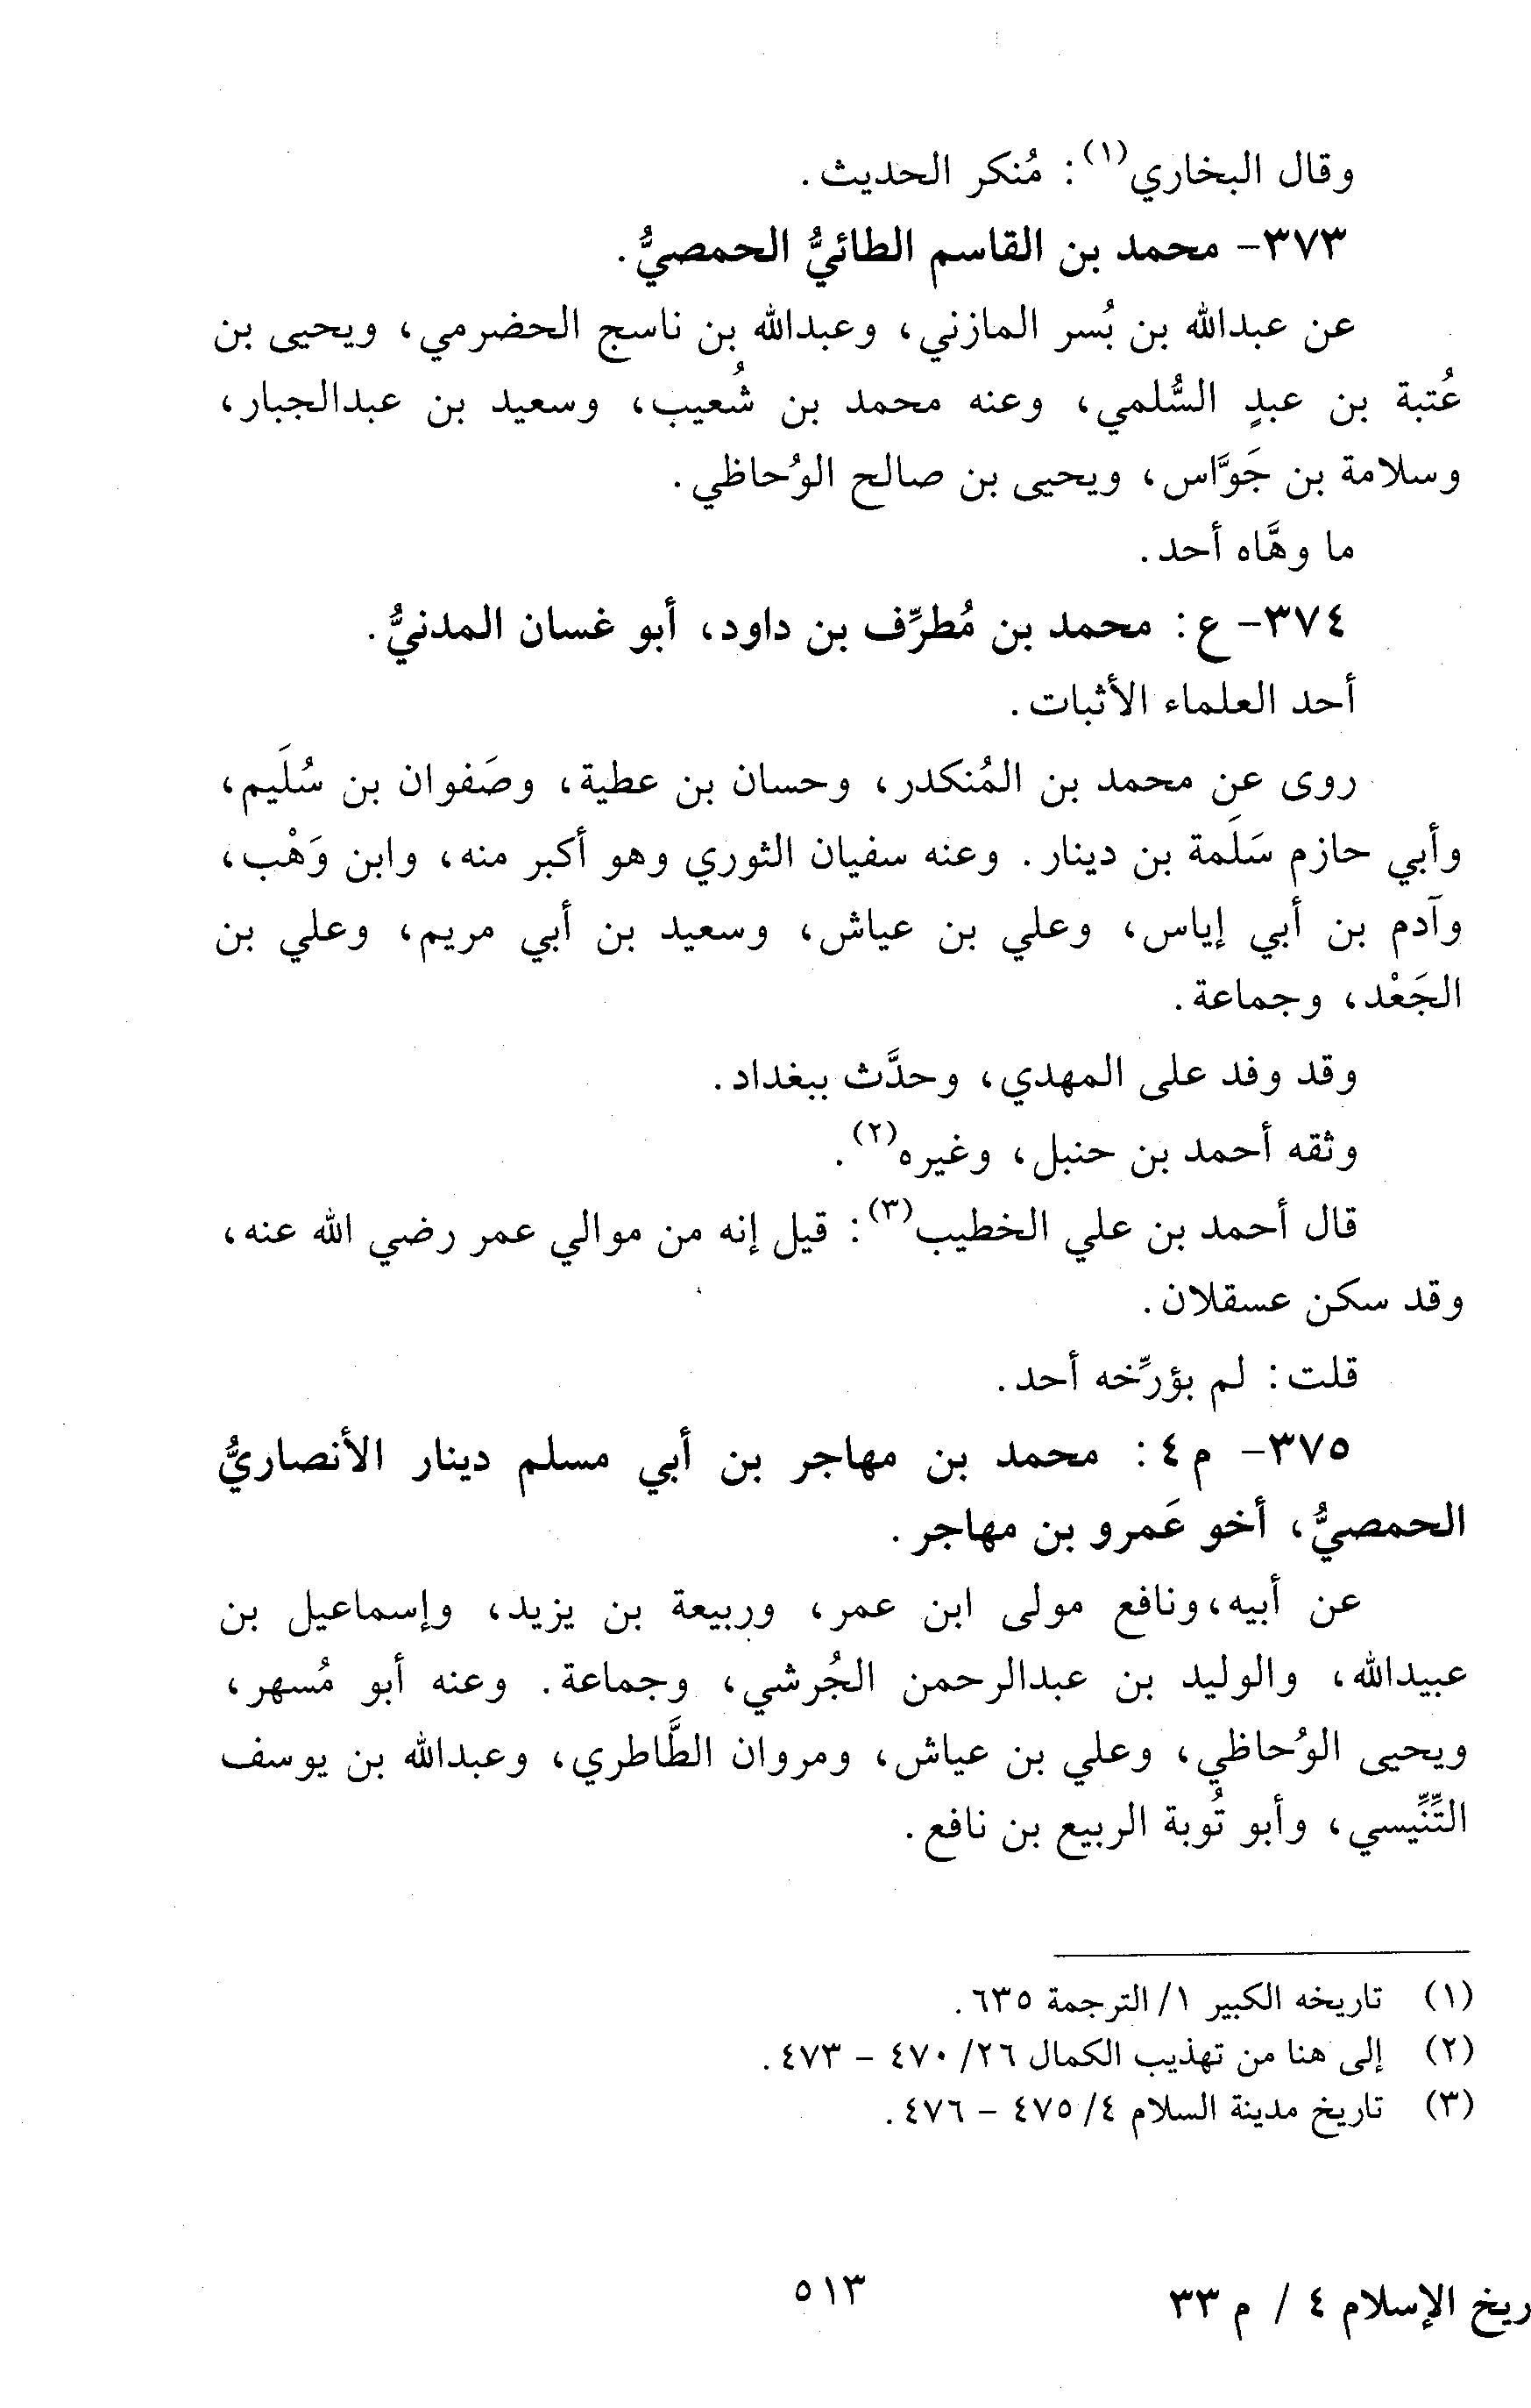 وقال البخاري(١): مُنكر الحديث.
٣٧٣- محمد بن القاسم الطائيُّ الحمصيُّ.
عن عبدالله بن بُسر المازني، وعبدالله بن ناسج الحضرمي، ويحيى بن
عُتبة بن عبدٍ السُّلمي، وعنه محمد بن شُعيب، وسعيد بن عبدالجبار،
وسلامة بن جَوَّاس، ويحيى بن صالح الوُحاظي.
ما وهَّاه أحد.
٣٧٤- ع: محمد بن مُطرِّف بن داود، أبو غسان المدنيُّ.
أحد العلماء الأثبات.
روى عن محمد بن المُنكدر، وحسان بن عطية، وصَفوان بن سُلَيم،
وأبي حازم سَلَمة بن دينار. وعنه سفيان الثوري وهو أكبر منه، وابن وَهْب،
وآدم بن أبي إياس، وعلي بن عياش، وسعيد بن أبي مريم، وعلي بن
الجَعْد، وجماعة.
وقد وفد على المهدي، وحدَّث ببغداد.
وثقه أحمد بن حنبل، وغيره(٢).
قال أحمد بن علي الخطيب(٣): قيل إنه من موالي عمر رضي الله عنه،
وقد سكن عسقلان.
قلت: لم بؤرِّخه أحد.
٣٧٥- م٤: محمد بن مهاجر بن أبي مسلم دينار الأنصاريُّ
الحمصيُّ، أخو عَمرو بن مهاجر.
عن أبيه،ونافع مولى ابن عمر، وربيعة بن يزيد، وإسماعيل بن
عبيدالله، والوليد بن عبدالرحمن الجُرشي، وجماعة. وعنه أبو مُسهر،
ويحيى الوُحاظي، وعلي بن عياش، ومروان الطَّاطري، وعبدالله بن يوسف
التِّنِّيسي، وأبو تُوبة الربيع بن نافع.
(١) تاريخه الكبير ١/ الترجمة ٦٣٥.
(٢) إلى هنا من تهذيب الكمال ٢٦/ ٤٧٠ - ٤٧٣.
(٣) تاريخ مدينة السلام ٤/ ٤٧٥ - ٤٧٦.
٥١٣
ريخ الإسلام ٤ / م ٣٣